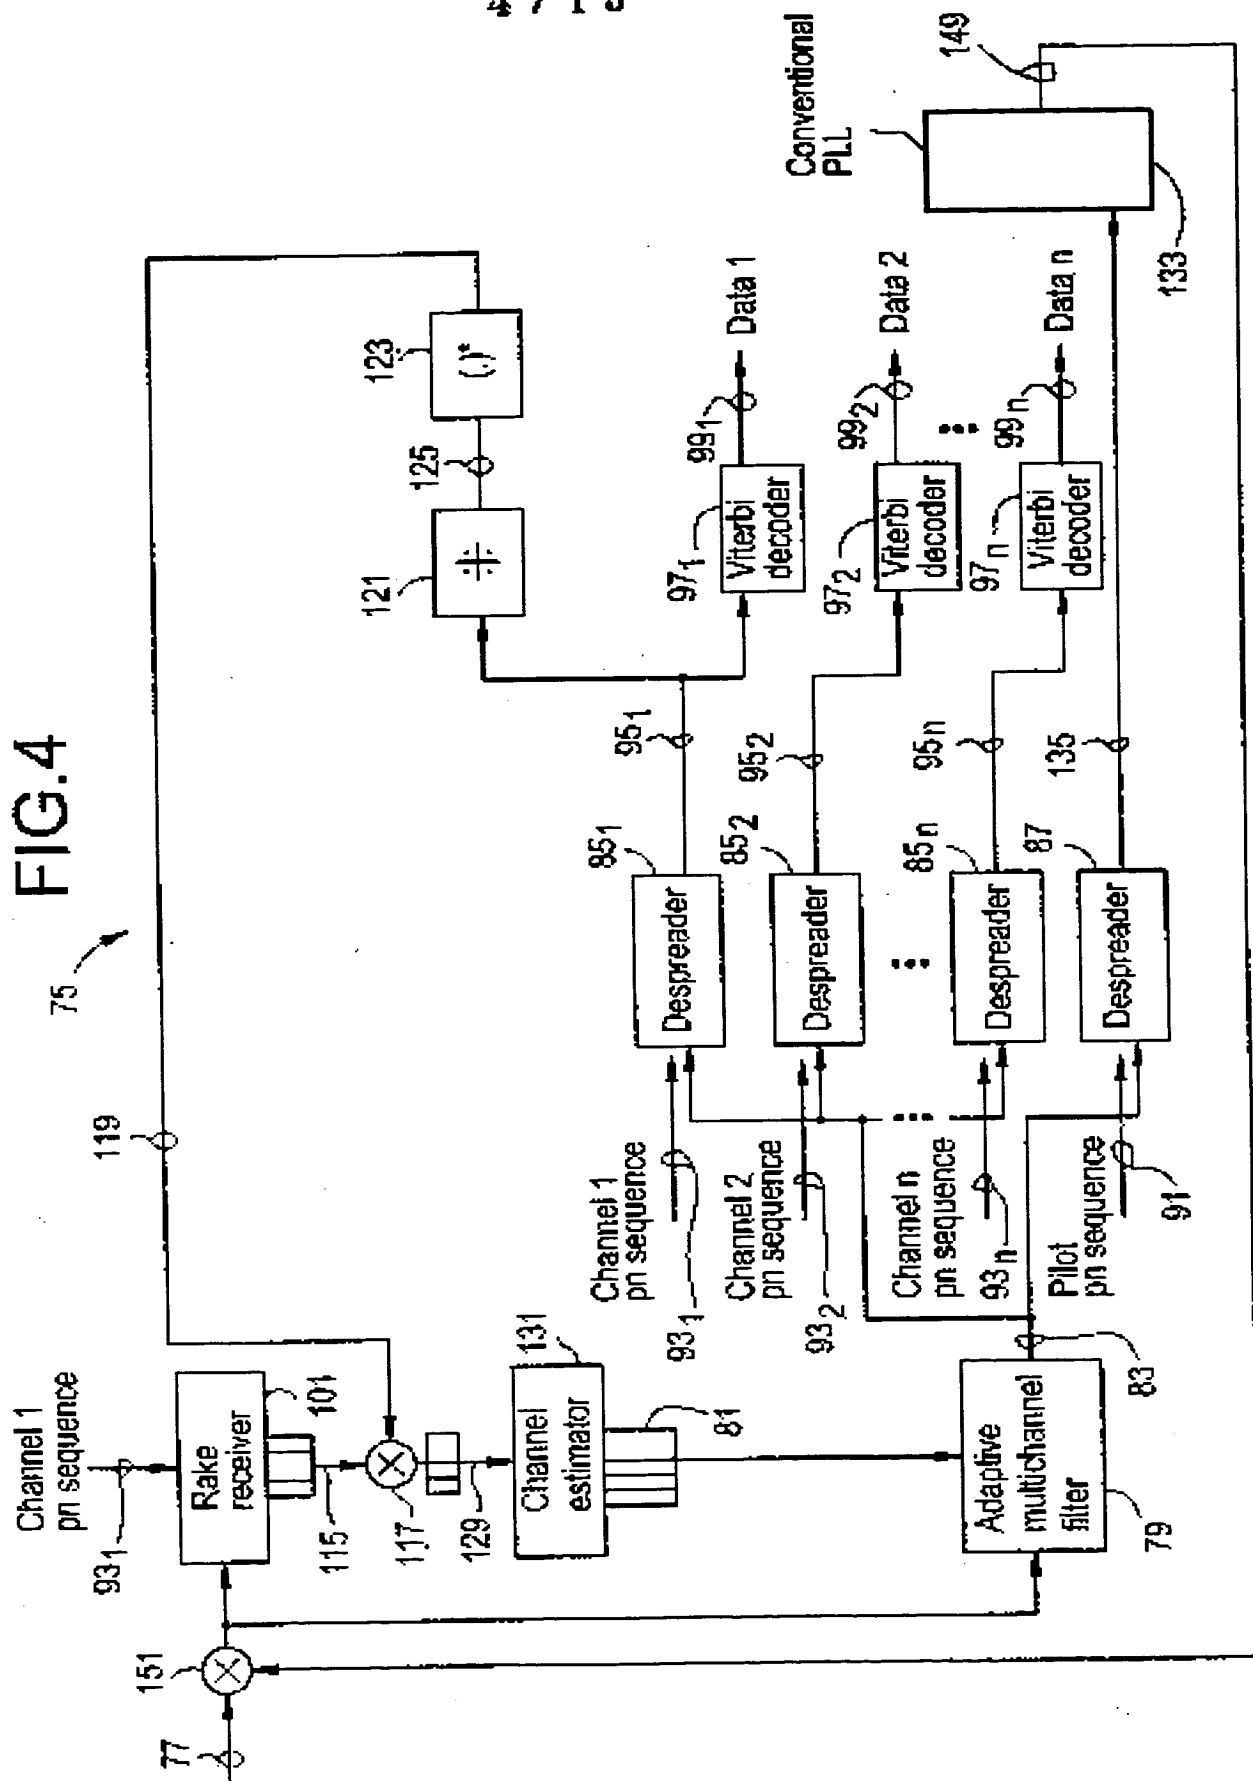 FIG.4
75
77
151
Channel 1
pn sequence
93₁
Rake
receiver
101
115
117
129
119
Channel
estimator
131
81
Adaptive
multichannel
filter
79
83
Channel 1
pn sequence
93₁
Channel 2
pn sequence
93₂
Channel n
pn sequence
93ₙ
Pilot
pn sequence
91
Despreader
85₁
Despreader
85₂
Despreader
85ₙ
Despreader
87
95₁
95₂
95ₙ
135
121
125
123
( )*
Viterbi
decoder
97₁
Viterbi
decoder
97₂
Viterbi
decoder
97ₙ
99₁
99₂
99ₙ
Data 1
Data 2
Data n
Conventional
PLL
133
149